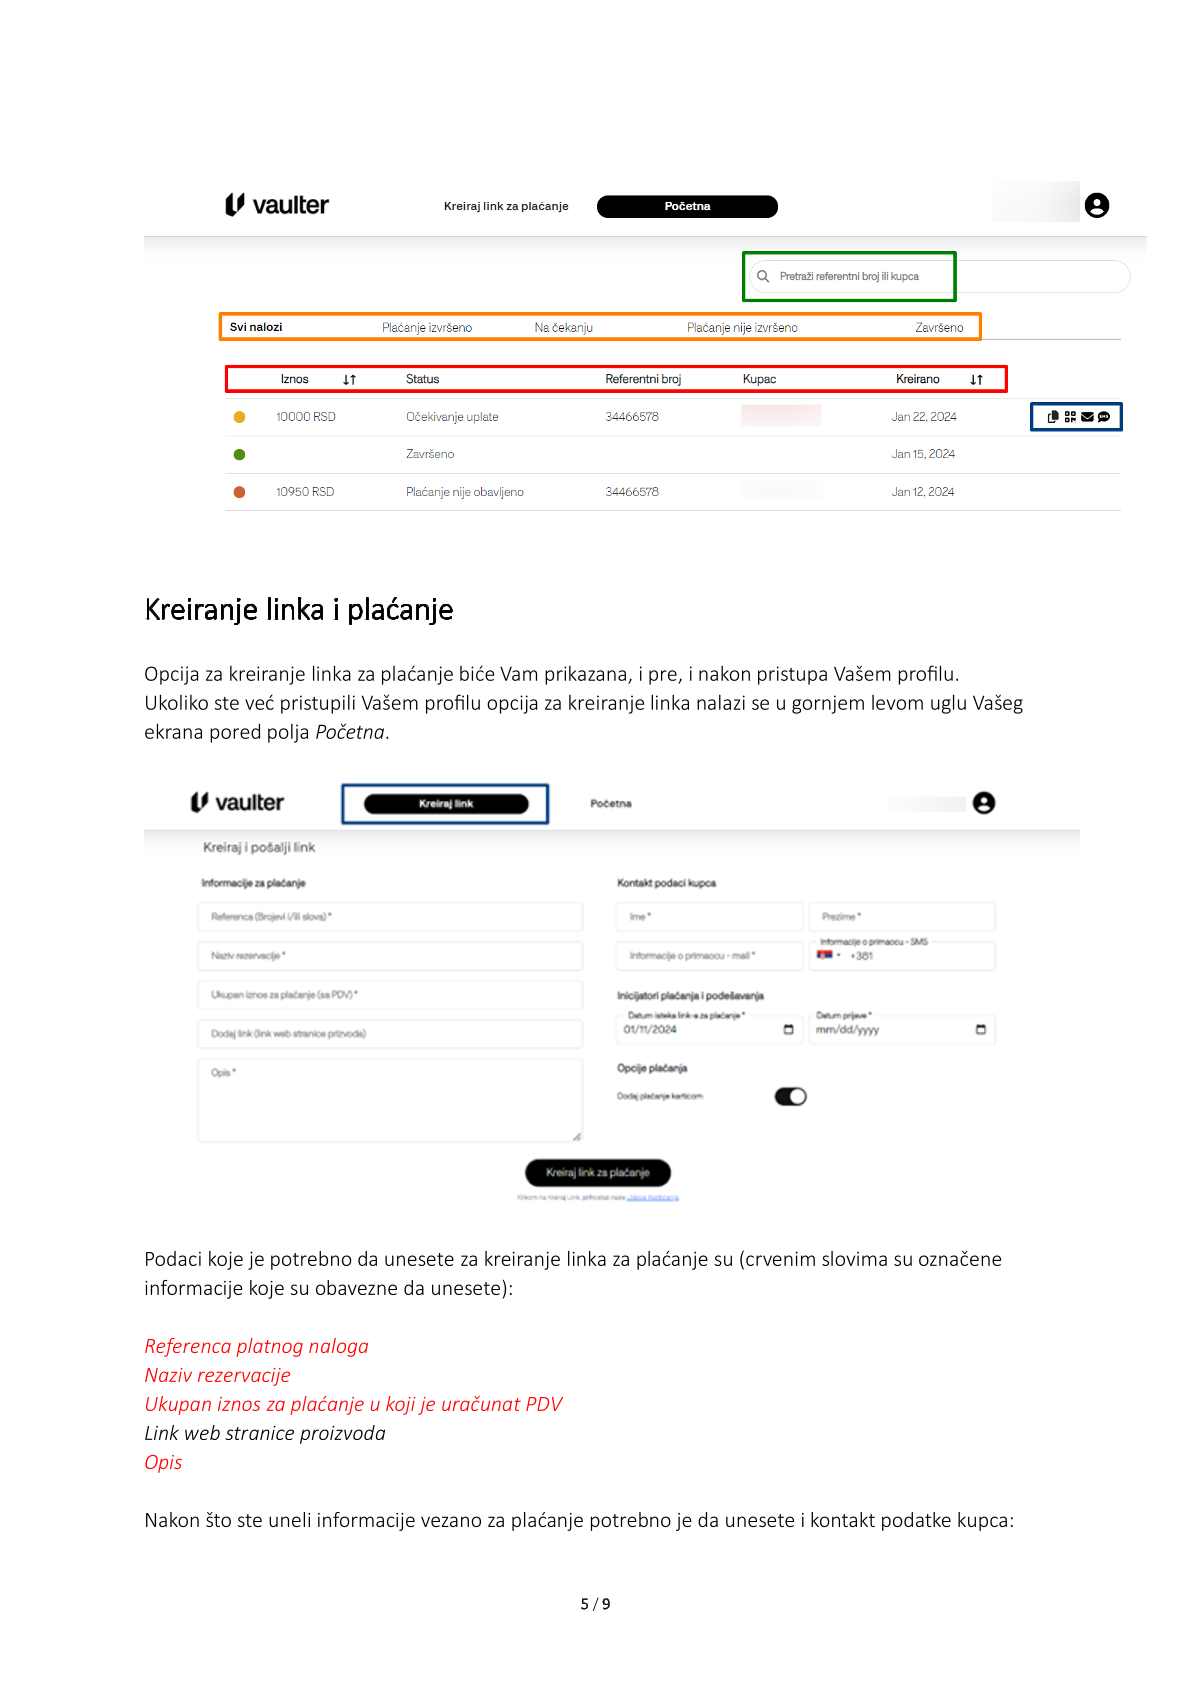 vaulter
Kreiraj link za plaćanje
Početna
Pretraži referentni broj ili kupca
Svi nalozi Plaćanje izvršeno Na čekanju Plaćanje nije izvršeno Završeno
Iznos Status Referentni broj Kupac Kreirano
10000 RSD Očekivanje uplate 34466578 Jan 22, 2024
SMS
Završeno Jan 15, 2024
10950 RSD Plaćanje nije obavljeno 34466578 Jan 12, 2024
Kreiranje linka i plaćanje
Opcija za kreiranje linka za plaćanje biće Vam prikazana, i pre, i nakon pristupa Vašem profilu.
Ukoliko ste već pristupili Vašem profilu opcija za kreiranje linka nalazi se u gornjem levom uglu Vašeg
ekrana pored polja Početna.
vaulter
Kreiraj link
Početna
Kreiraj i pošalji link
Informacije za plaćanje
Referenca (Brojevi i/ili slova) *
Naziv rezervacije *
Ukupan iznos za plaćanje (sa PDV) *
Dodaj link (link web stranice prizvoda)
Opis *
Kontakt podaci kupca
Ime *
Prezime *
Informacije o primaocu - mail *
Informacije o primaocu - SMS
+381
Inicijatori plaćanja i podešavanja
Datum isteka link-a za plaćanje *
01/11/2024
Datum prijave *
mm/dd/yyyy
Opcije plaćanja
Dodaj plaćanje karticom
Kreiraj link za plaćanje
Klikom na Kreiraj Link, prihvatat naše Uslove Korišćenja
Podaci koje je potrebno da unesete za kreiranje linka za plaćanje su (crvenim slovima su označene
informacije koje su obavezne da unesete):
Referenca platnog naloga
Naziv rezervacije
Ukupan iznos za plaćanje u koji je uračunat PDV
Link web stranice proizvoda
Opis
Nakon što ste uneli informacije vezano za plaćanje potrebno je da unesete i kontakt podatke kupca:
5 / 9